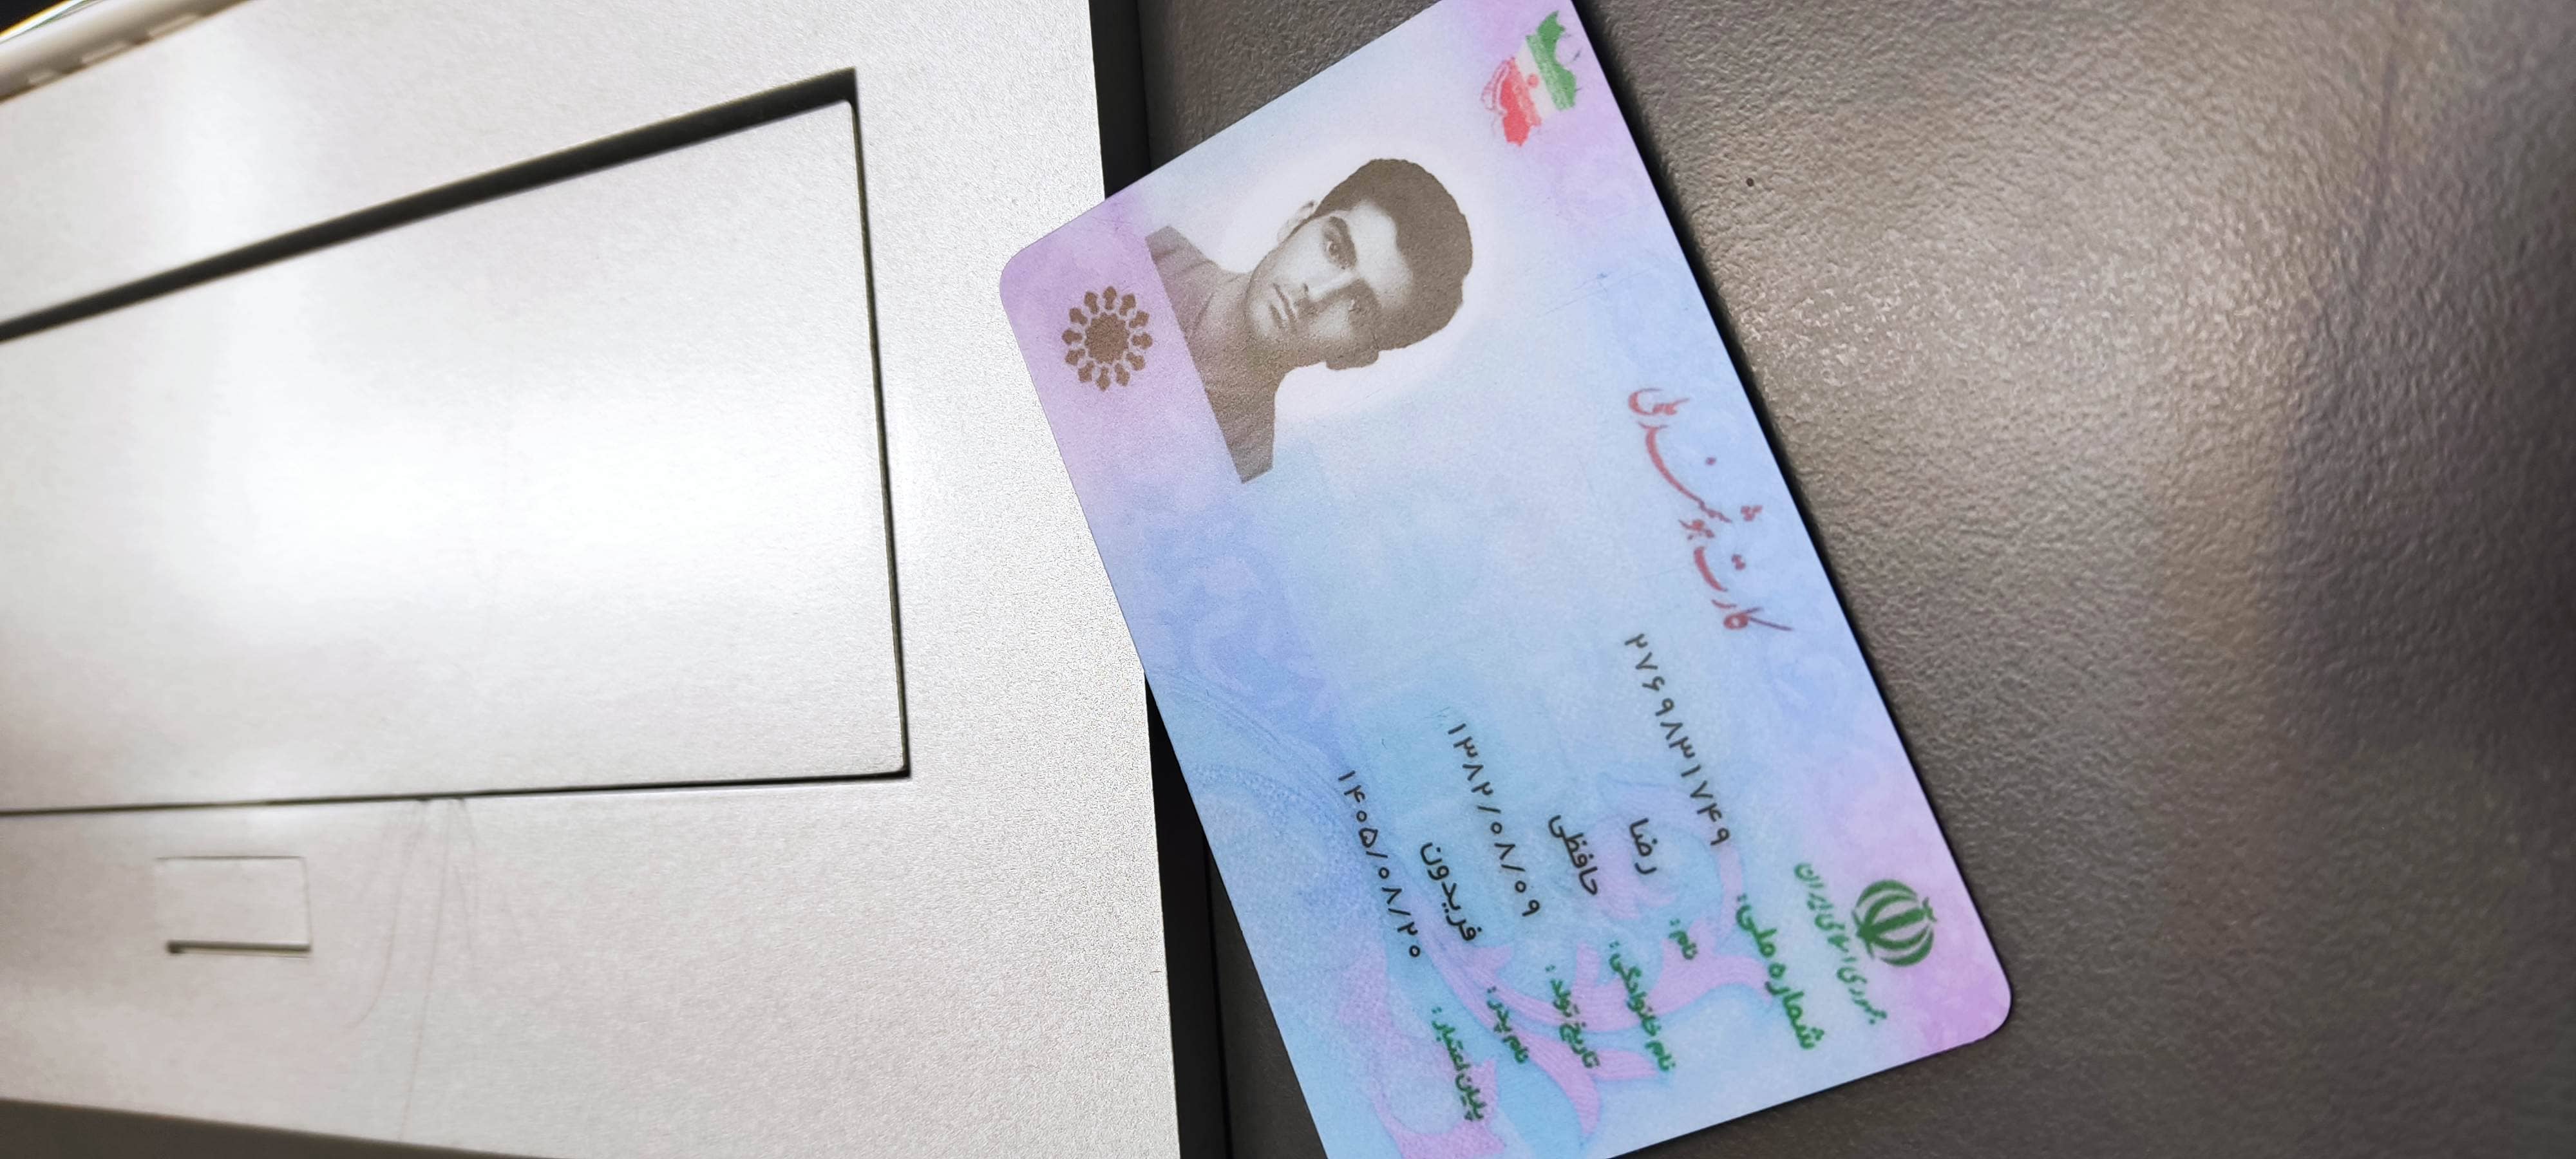 جمهوری اسلامی ایران
کارت هوشمند ملی
شماره ملی: ۲۷۶۹۸۳۱۷۴۹
نام: رضا
نام خانوادگی: حافظی
تاریخ تولد: ۱۳۸۲/۰۸/۰۹
نام پدر: فریدون
پایان اعتبار: ۱۴۰۵/۰۸/۲۰